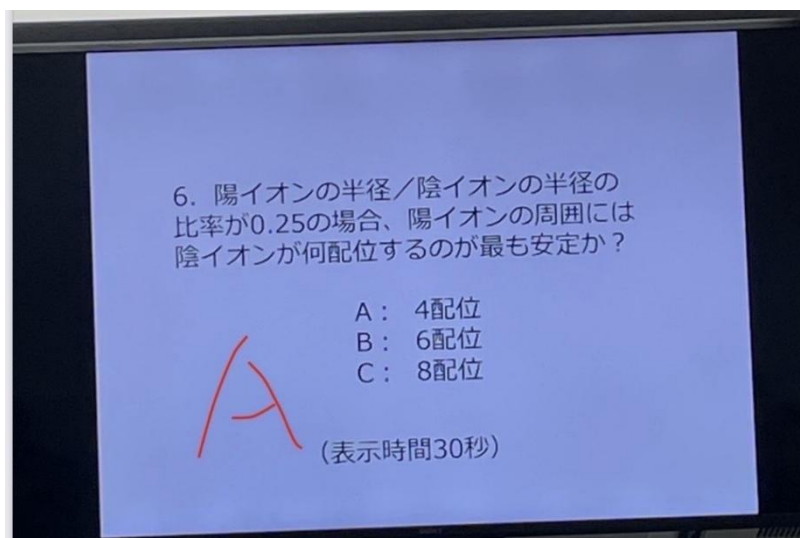 6. 陽イオンの半径／陰イオンの半径の
比率が0.25の場合、陽イオンの周囲には
陰イオンが何配位するのが最も安定か？
A： 4配位
B： 6配位
C： 8配位
A
（表示時間30秒）